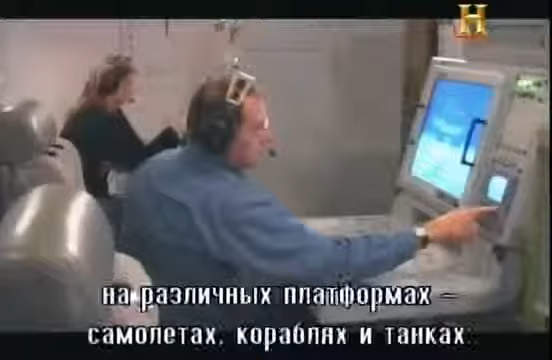 H
на различных платформах –
самолетах, кораблях и танках